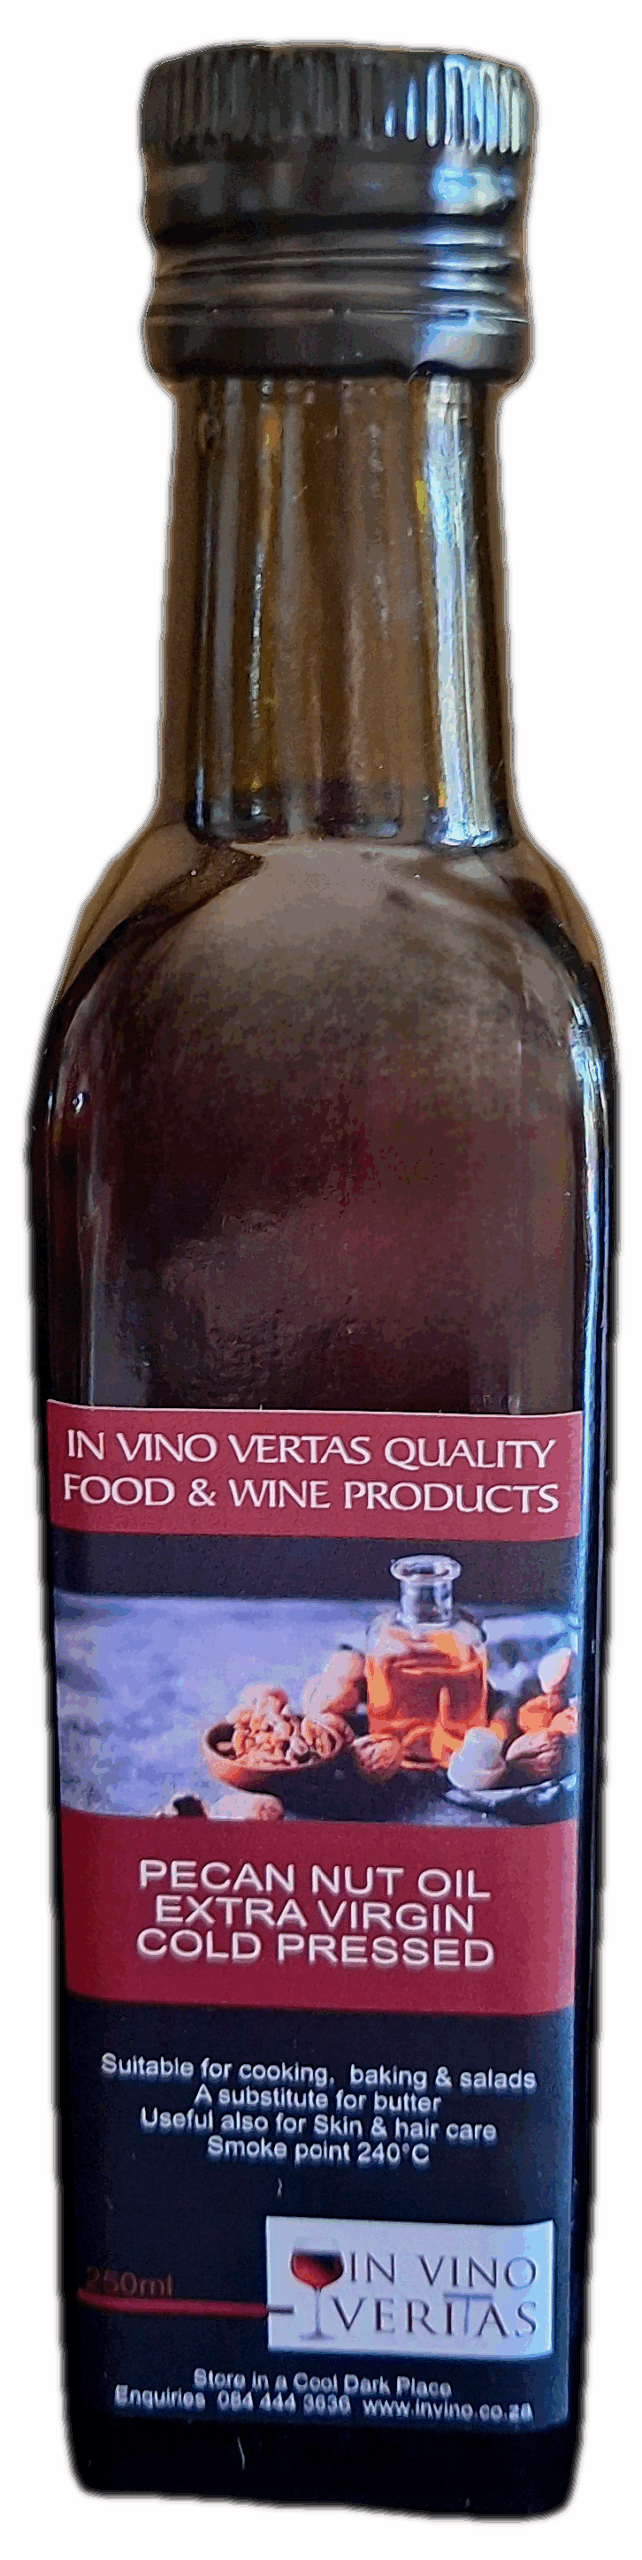 IN VINO VERTAS QUALITY
FOOD & WINE PRODUCTS
PECAN NUT OIL
EXTRA VIRGIN
COLD PRESSED
Suitable for cooking, baking & salads
A substitute for butter
Useful also for Skin & hair care
Smoke point 240°C
250ml
IN VINO
VERITAS
Store in a Cool Dark Place
Enquiries 084 444 3636 www.invino.co.za